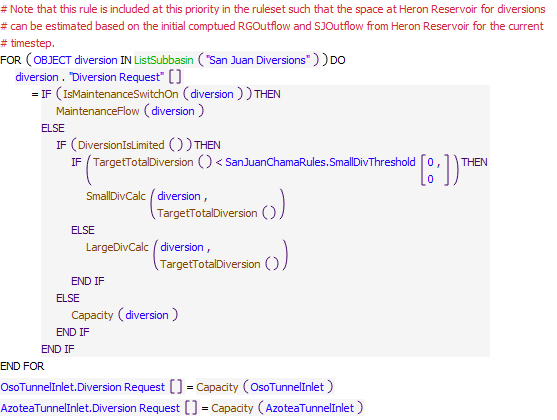 # Note that this rule is included at this priority in the ruleset such that the space at Heron Reservoir for diversions
# can be estimated based on the initial comptued RGOutflow and SJOutflow from Heron Reservoir for the current
# timestep.
FOR ( OBJECT diversion IN ListSubbasin ( "San Juan Diversions" ) ) DO
diversion . "Diversion Request" []
= IF ( IsMaintenanceSwitchOn ( diversion ) ) THEN
MaintenanceFlow ( diversion )
ELSE
IF ( DiversionIsLimited ( ) ) THEN
IF ( TargetTotalDiversion ( ) < SanJuanChamaRules.SmallDivThreshold [ 0 ,
0 ] ) THEN
SmallDivCalc ( diversion ,
TargetTotalDiversion ( ) )
ELSE
LargeDivCalc ( diversion ,
TargetTotalDiversion ( ) )
END IF
ELSE
Capacity ( diversion )
END IF
END IF
END FOR
OsoTunnelInlet.Diversion Request [] = Capacity ( OsoTunnelInlet )
AzoteaTunnelInlet.Diversion Request [] = Capacity ( AzoteaTunnelInlet )